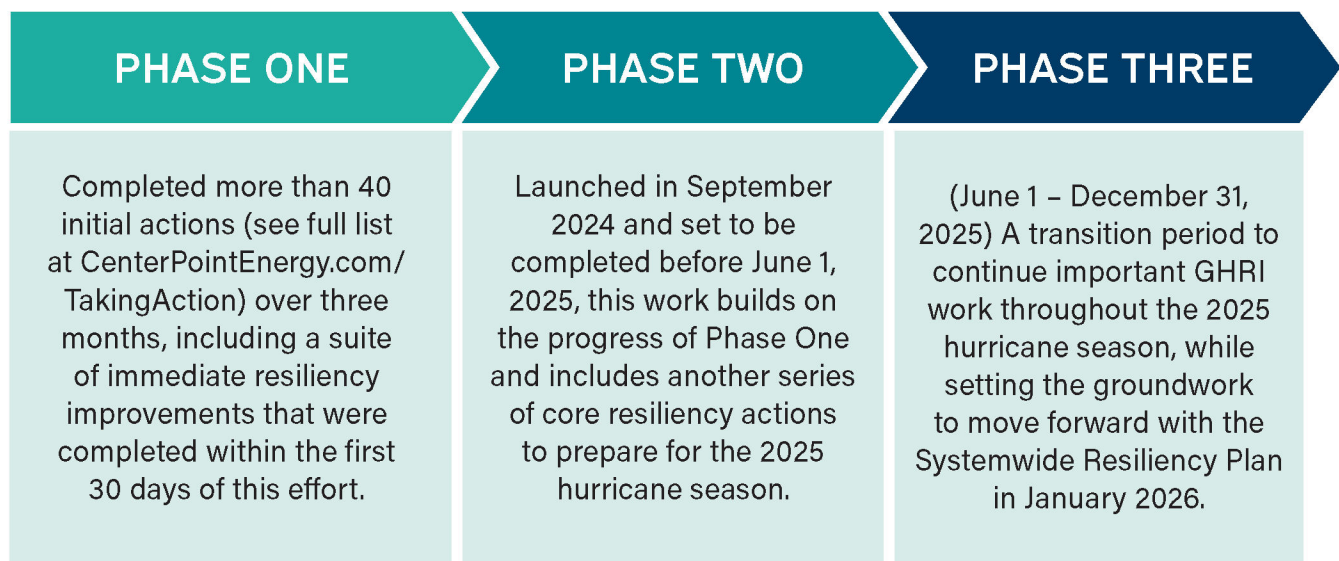 PHASE ONE
Completed more than 40
initial actions (see full list
at CenterPointEnergy.com/
TakingAction) over three
months, including a suite
of immediate resiliency
improvements that were
completed within the first
30 days of this effort.
PHASE TWO
Launched in September
2024 and set to be
completed before June 1,
2025, this work builds on
the progress of Phase One
and includes another series
of core resiliency actions
to prepare for the 2025
hurricane season.
PHASE THREE
(June 1 – December 31,
2025) A transition period to
continue important GHRI
work throughout the 2025
hurricane season, while
setting the groundwork
to move forward with the
Systemwide Resiliency Plan
in January 2026.